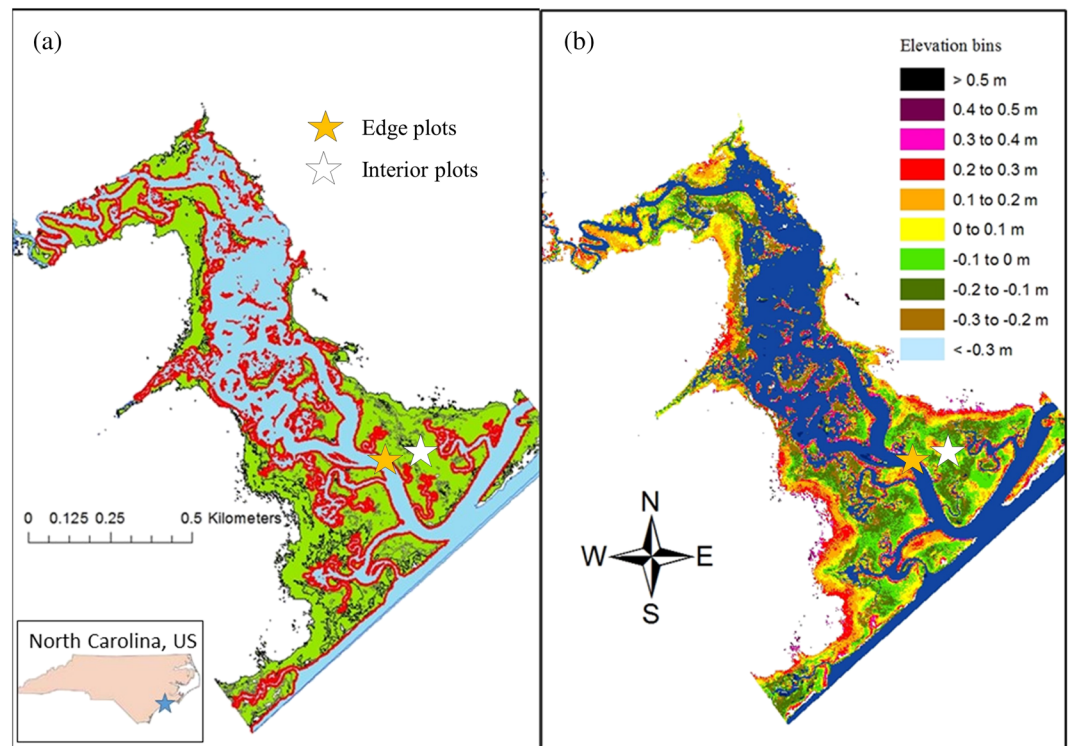 (a)
Edge plots
Interior plots
0 0.125 0.25 0.5 Kilometers
North Carolina, US
(b)
Elevation bins
> 0.5 m
0.4 to 0.5 m
0.3 to 0.4 m
0.2 to 0.3 m
0.1 to 0.2 m
0 to 0.1 m
-0.1 to 0 m
-0.2 to -0.1 m
-0.3 to -0.2 m
< -0.3 m
N
W E
S